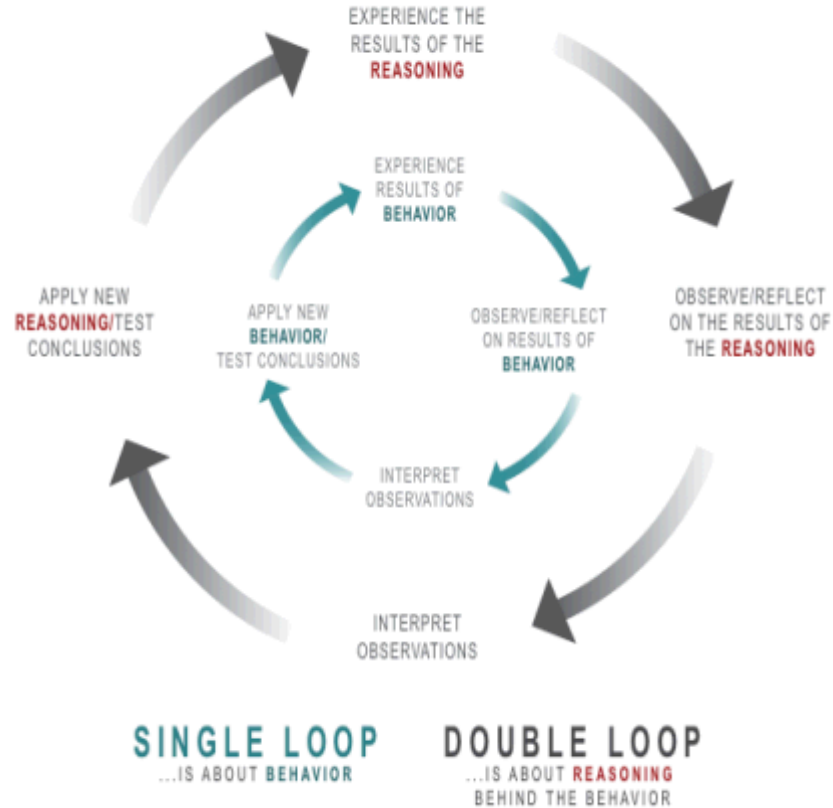 EXPERIENCE THE
RESULTS OF THE
REASONING
EXPERIENCE
RESULTS OF
BEHAVIOR
APPLY NEW
REASONING/TEST
CONCLUSIONS
APPLY NEW
BEHAVIOR/
TEST CONCLUSIONS
OBSERVE/REFLECT
ON RESULTS OF
BEHAVIOR
OBSERVE/REFLECT
ON THE RESULTS OF
THE REASONING
INTERPRET
OBSERVATIONS
INTERPRET
OBSERVATIONS
SINGLE LOOP
...IS ABOUT BEHAVIOR
DOUBLE LOOP
...IS ABOUT REASONING
BEHIND THE BEHAVIOR